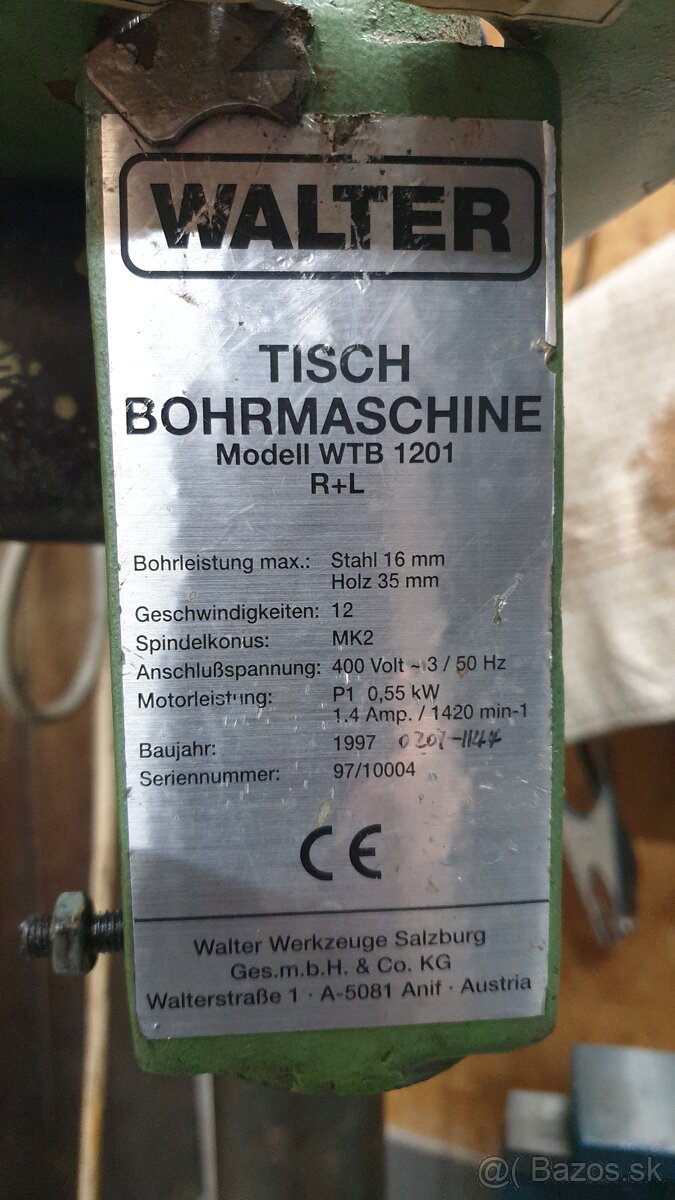 WALTER
TISCH
BOHRMASCHINE
Modell WTB 1201
R+L
Bohrleistung max.: Stahl 16 mm
Holz 35 mm
Geschwindigkeiten: 12
Spindelkonus: MK2
Anschlußspannung: 400 Volt ~ 3 / 50 Hz
Motorleistung: P1 0,55 kW
1.4 Amp. / 1420 min-1
Baujahr: 1997
Seriennummer: 97/10004
CE
Walter Werkzeuge Salzburg
Ges.m.b.H. & Co. KG
Walterstraße 1 · A-5081 Anif · Austria
@( Bazos.sk